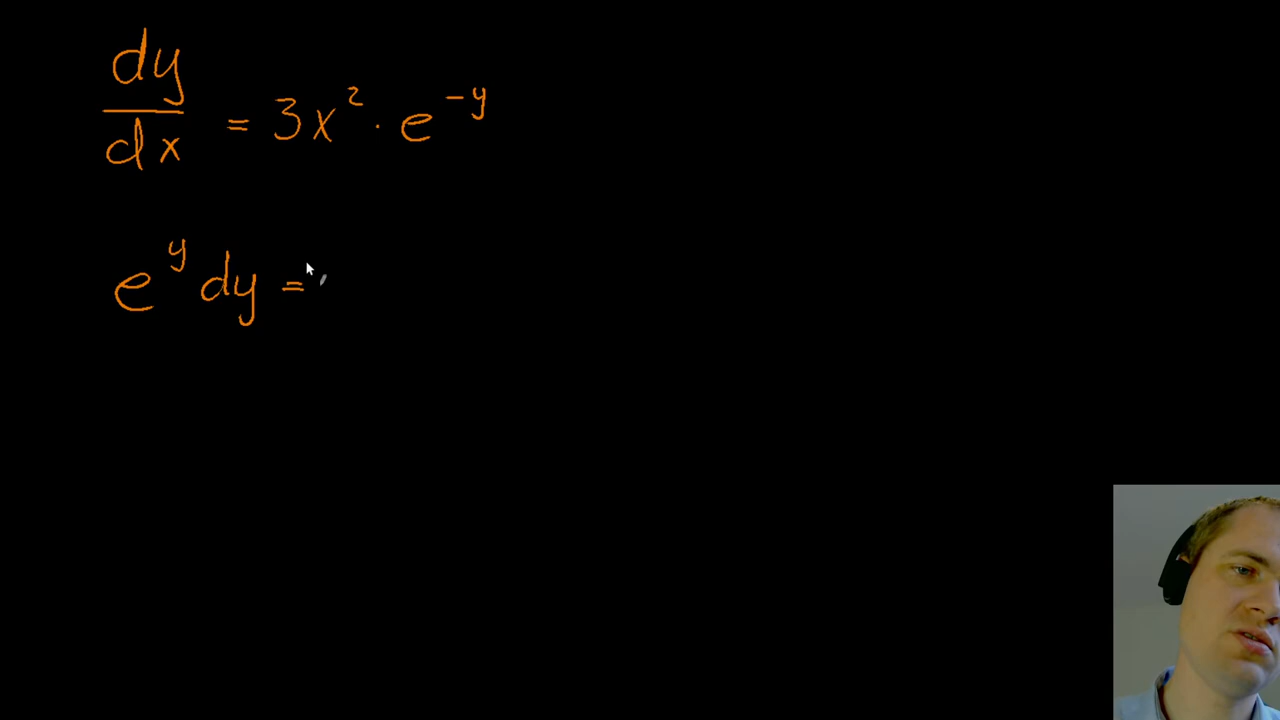 dy/dx = 3x² · e^(-y)
e^y dy =